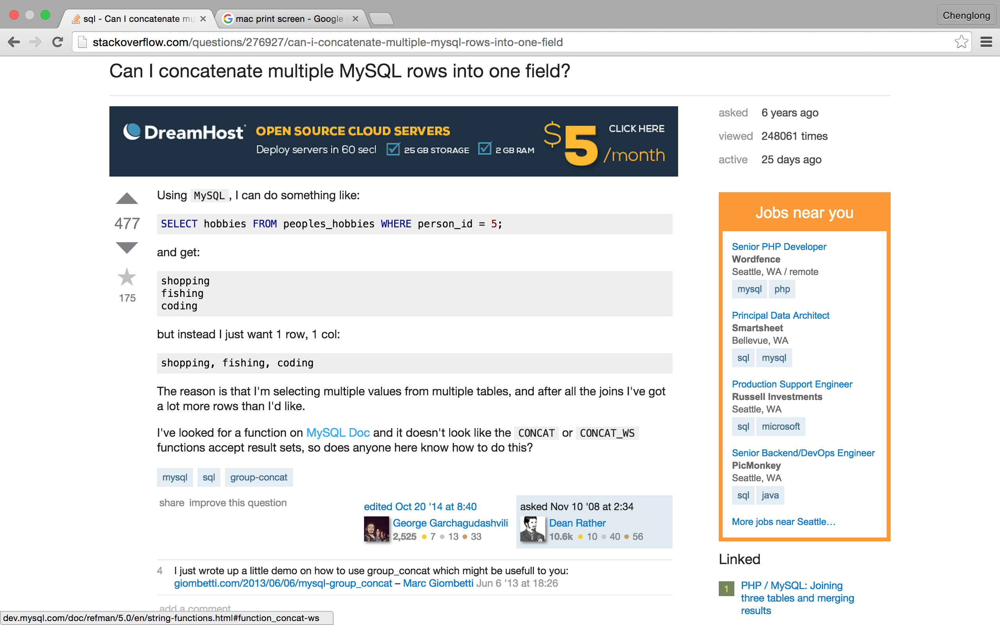 sql - Can I concatenate mu
mac print screen - Google
Chenglong
stackoverflow.com/questions/276927/can-i-concatenate-multiple-mysql-rows-into-one-field
Can I concatenate multiple MySQL rows into one field?
DreamHost
OPEN SOURCE CLOUD SERVERS
Deploy servers in 60 sec!
25 GB STORAGE
2 GB RAM
$5
CLICK HERE
/month
asked 6 years ago
viewed 248061 times
active 25 days ago
477
175
Using MySQL, I can do something like:
SELECT hobbies FROM peoples_hobbies WHERE person_id = 5;
and get:
shopping
fishing
coding
but instead I just want 1 row, 1 col:
shopping, fishing, coding
The reason is that I'm selecting multiple values from multiple tables, and after all the joins I've got
a lot more rows than I'd like.
I've looked for a function on MySQL Doc and it doesn't look like the CONCAT or CONCAT_WS
functions accept result sets, so does anyone here know how to do this?
mysql sql group-concat
share improve this question
edited Oct 20 '14 at 8:40
George Garchagudashvili
2,525 7 13 33
asked Nov 10 '08 at 2:34
Dean Rather
10.6k 10 40 56
4 I just wrote up a little demo on how to use group_concat which might be usefull to you:
giombetti.com/2013/06/06/mysql-group_concat – Marc Giombetti Jun 6 '13 at 18:26
add a comment
dev.mysql.com/doc/refman/5.0/en/string-functions.html#function_concat-ws
Jobs near you
Senior PHP Developer
Wordfence
Seattle, WA / remote
mysql php
Principal Data Architect
Smartsheet
Bellevue, WA
sql mysql
Production Support Engineer
Russell Investments
Seattle, WA
sql microsoft
Senior Backend/DevOps Engineer
PicMonkey
Seattle, WA
sql java
More jobs near Seattle…
Linked
1 PHP / MySQL: Joining
three tables and merging
results